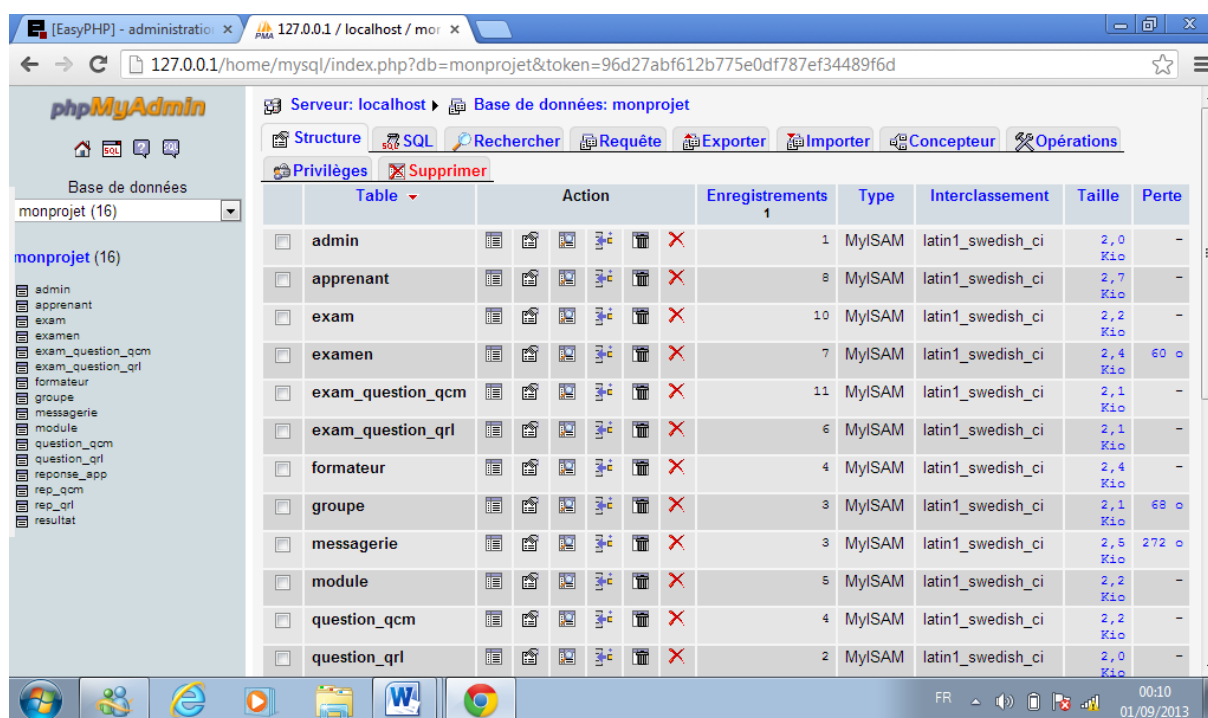 [EasyPHP] - administratio
127.0.0.1 / localhost / mor
127.0.0.1/home/mysql/index.php?db=monprojet&token=96d27abf612b775e0df787ef34489f6d
phpMyAdmin
SQL
Base de données
monprojet (16)
monprojet (16)
admin
apprenant
exam
examen
exam_question_qcm
exam_question_qrl
formateur
groupe
messagerie
module
question_qcm
question_qrl
reponse_app
rep_qcm
rep_qrl
resultat
Serveur: localhost Base de données: monprojet
Structure SQL Rechercher Requête Exporter Importer Concepteur Opérations
Privilèges Supprimer
Table Action Enregistrements 1 Type Interclassement Taille Perte
admin 1 MyISAM latin1_swedish_ci 2,0 Kio -
apprenant 8 MyISAM latin1_swedish_ci 2,7 Kio -
exam 10 MyISAM latin1_swedish_ci 2,2 Kio -
examen 7 MyISAM latin1_swedish_ci 2,4 Kio 60 o
exam_question_qcm 11 MyISAM latin1_swedish_ci 2,1 Kio -
exam_question_qrl 6 MyISAM latin1_swedish_ci 2,1 Kio -
formateur 4 MyISAM latin1_swedish_ci 2,4 Kio -
groupe 3 MyISAM latin1_swedish_ci 2,1 Kio 68 o
messagerie 3 MyISAM latin1_swedish_ci 2,5 Kio 272 o
module 5 MyISAM latin1_swedish_ci 2,2 Kio -
question_qcm 4 MyISAM latin1_swedish_ci 2,2 Kio -
question_qrl 2 MyISAM latin1_swedish_ci 2,0 Kio -
FR 00:10
01/09/2013